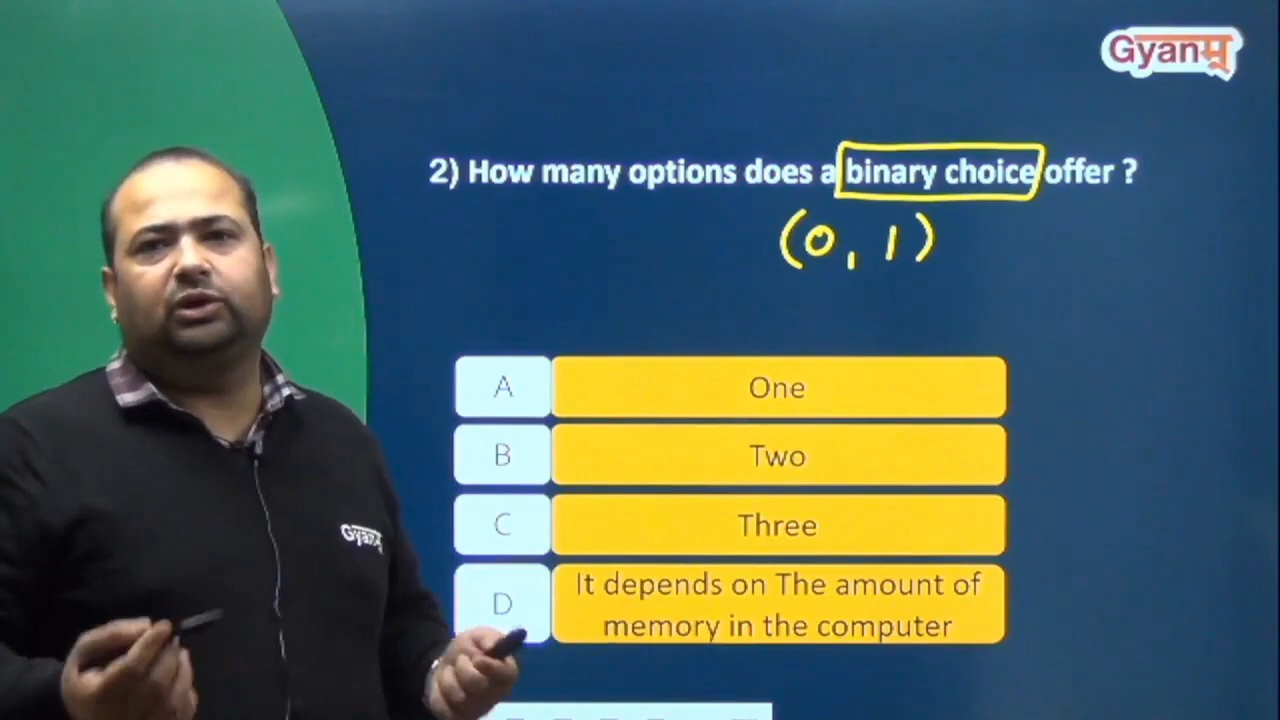 Gyanम्र
2) How many options does a binary choice offer ?
(0, 1)
A One
B Two
C Three
D It depends on The amount of
memory in the computer
Gyanम्र